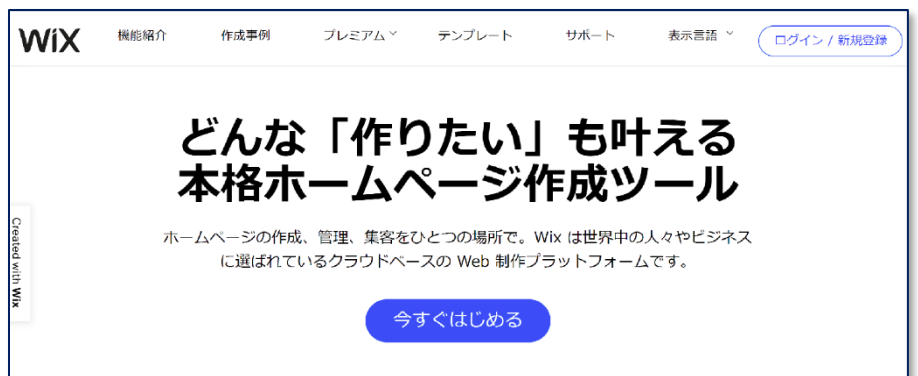 WiX
機能紹介 作成事例 プレミアム テンプレート サポート 表示言語 ログイン / 新規登録
どんな「作りたい」も叶える
本格ホームページ作成ツール
ホームページの作成、管理、集客をひとつの場所で。Wix は世界中の人々やビジネス
に選ばれているクラウドベースの Web 制作プラットフォームです。
今すぐはじめる
Created with Wix